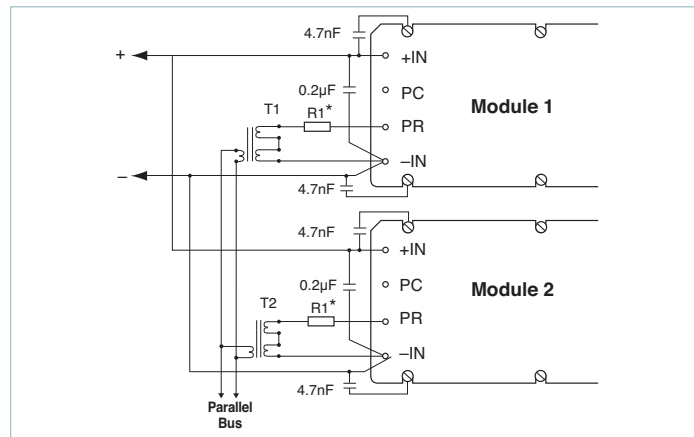 4.7nF
+
+IN
0.2µF
PC
Module 1
T1
R1*
PR
–
–IN
4.7nF
4.7nF
+IN
0.2µF
PC
Module 2
T2
R1*
PR
–IN
4.7nF
Parallel
Bus